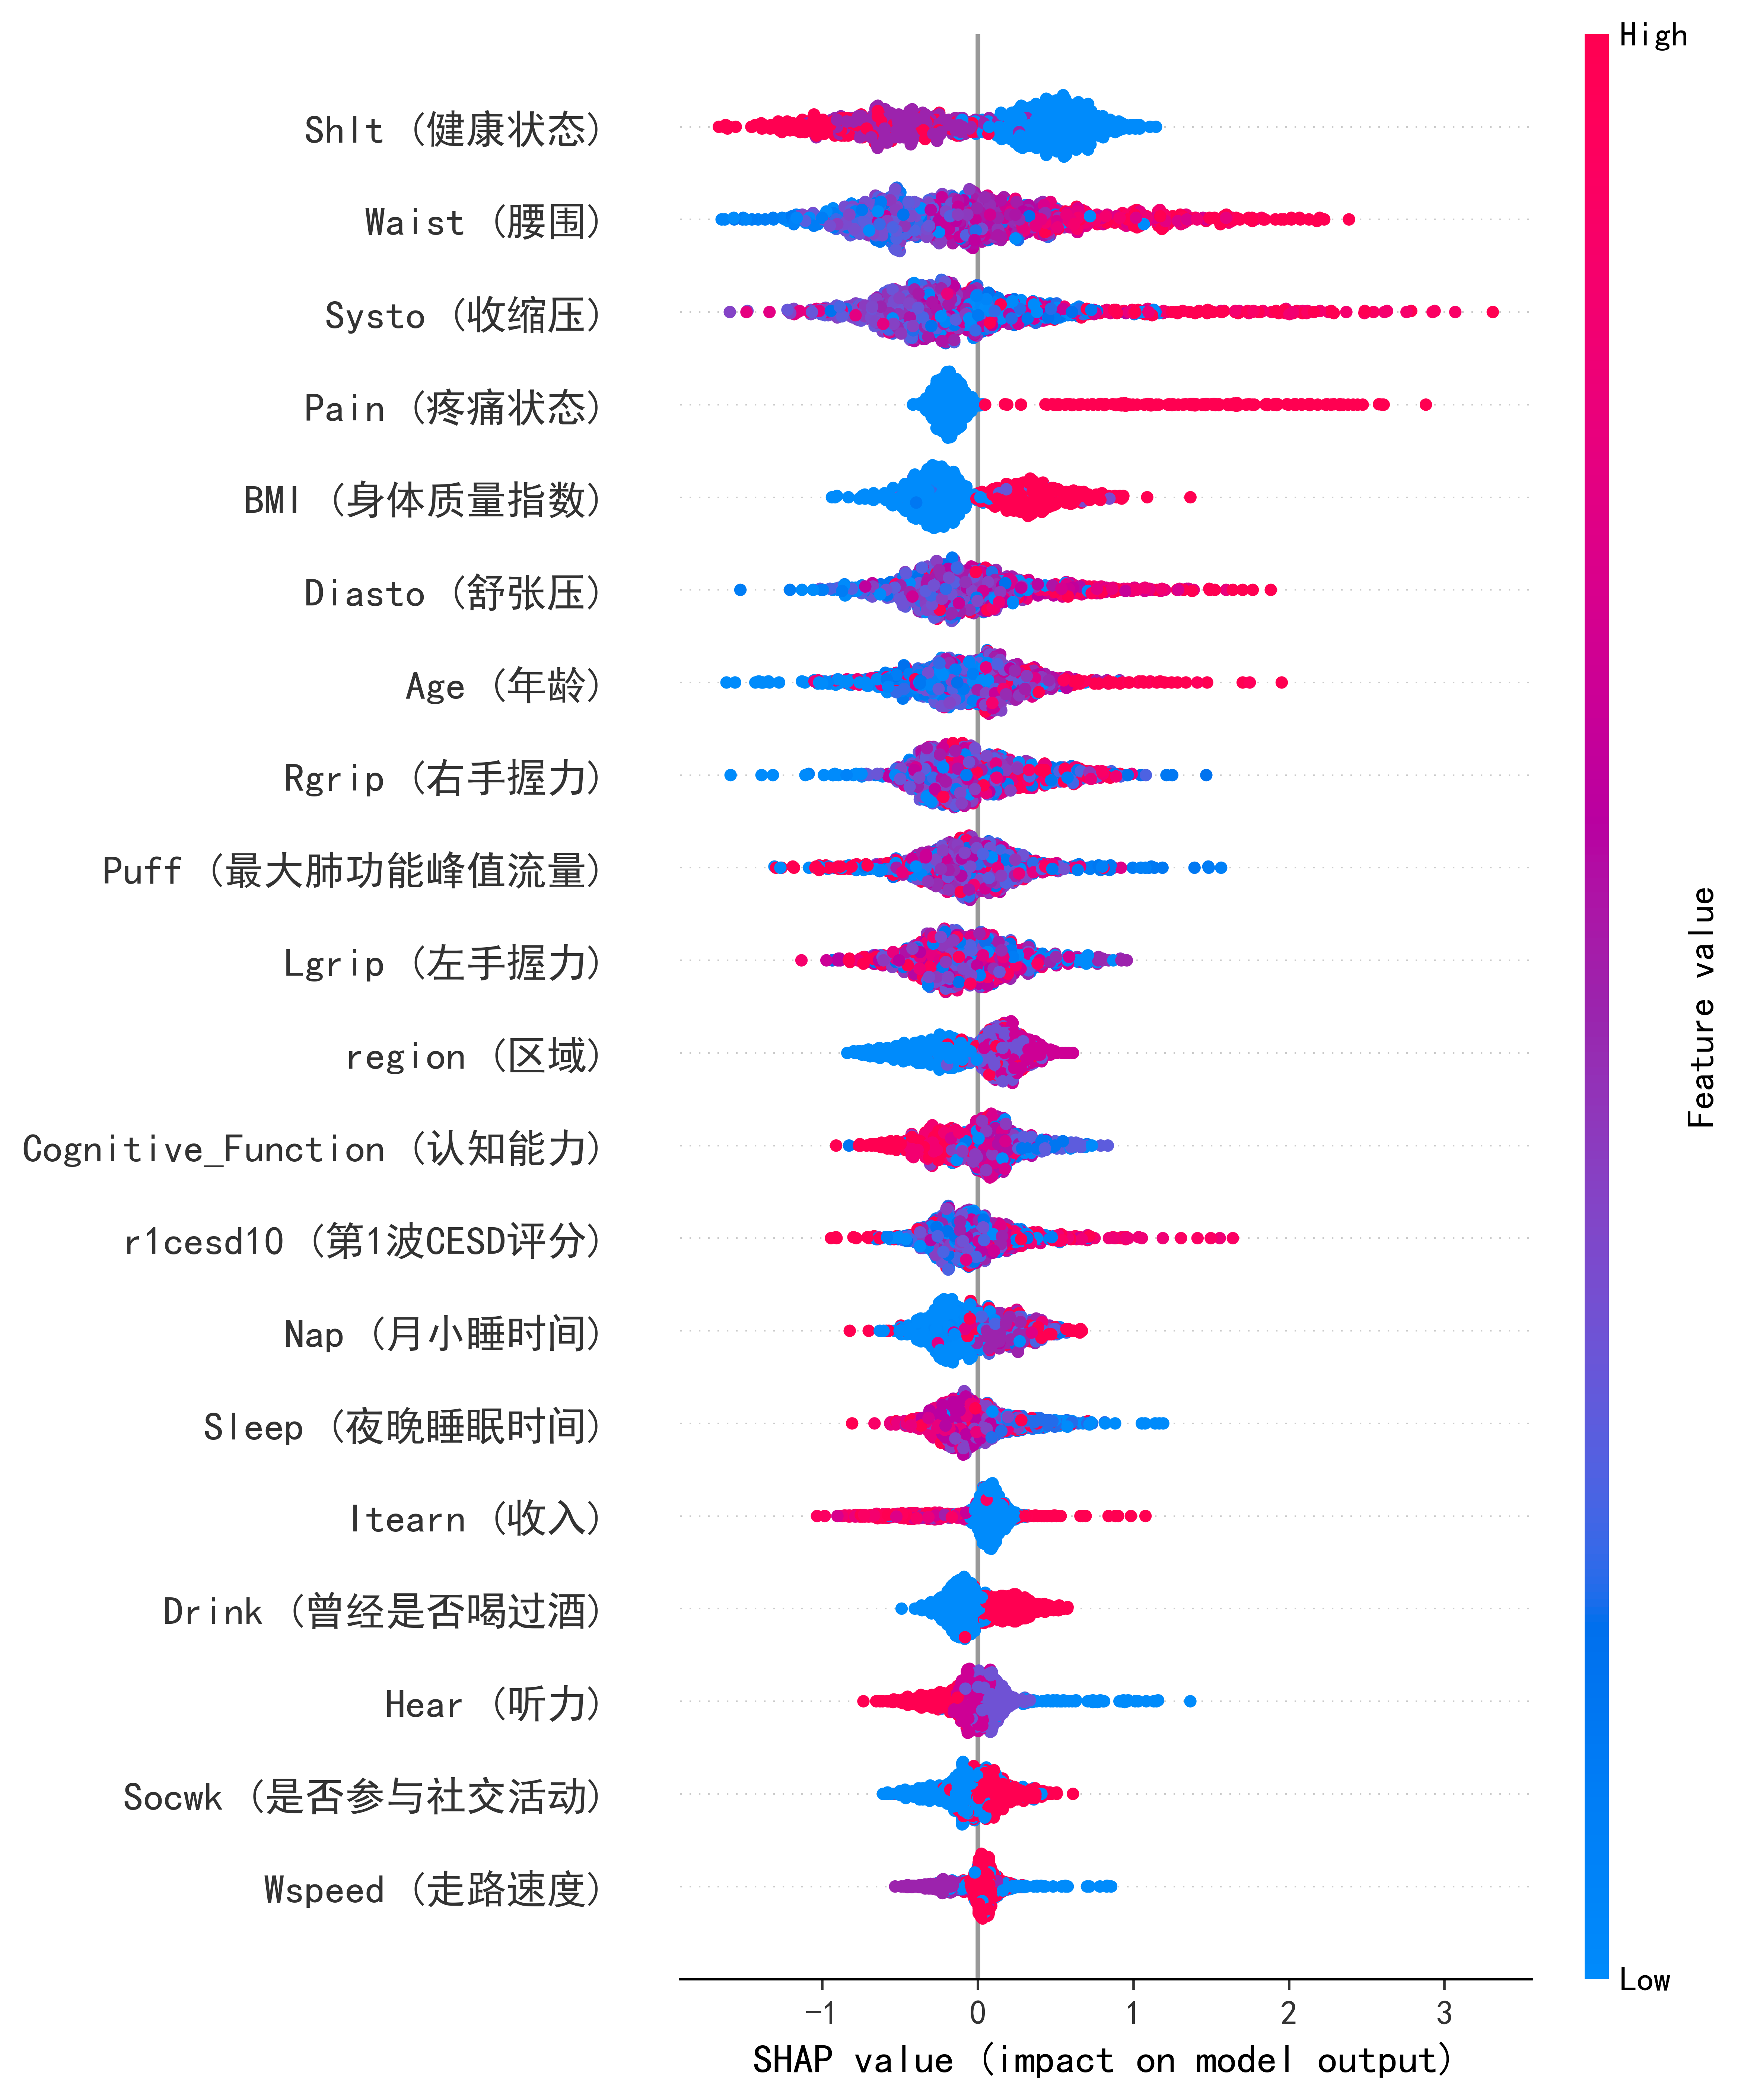 High
Shlt (健康状态)
Waist (腰围)
Systo (收缩压)
Pain (疼痛状态)
BMI (身体质量指数)
Diasto (舒张压)
Age (年龄)
Rgrip (右手握力)
Puff (最大肺功能峰值流量)
Lgrip (左手握力)
region (区域)
Cognitive_Function (认知能力)
r1cesd10 (第1波CESD评分)
Nap (月小睡时间)
Sleep (夜晚睡眠时间)
Itearn (收入)
Drink (曾经是否喝过酒)
Hear (听力)
Socwk (是否参与社交活动)
Wspeed (走路速度)
Feature value
Low
−1 0 1 2 3
SHAP value (impact on model output)